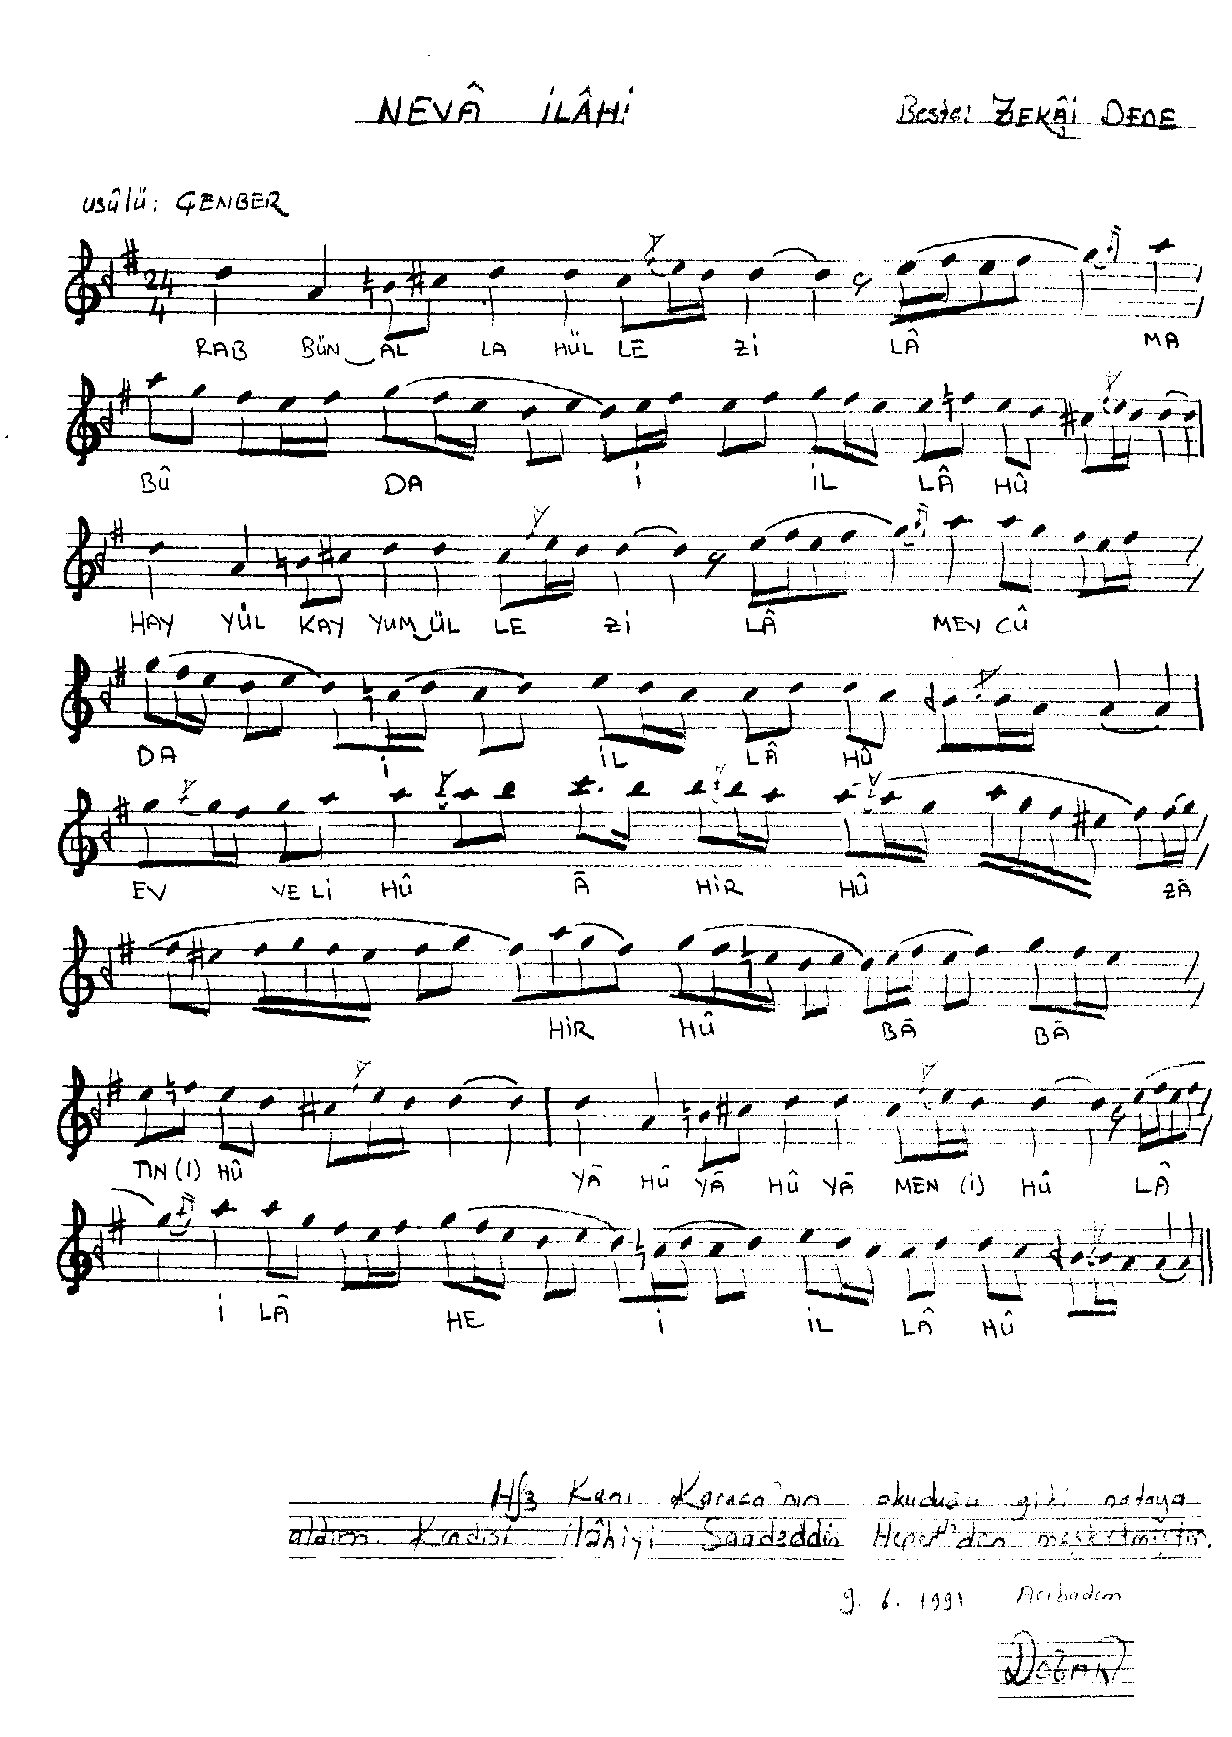 NEVÂ İLÂHİ
Beste: ZEKÂİ DEDE
usûlü: ÇENBER
24
4
RAB BÜN AL LA HÜL LE Zİ LÂ MA
BÛ DA İ İL LÂ HÛ
HAY YÜL KAY YUM ÜL LE Zİ LÂ MEV CÛ
DA İ İL LÂ HÛ
EV VE Lİ HÛ Â HİR HÛ ZÂ
HİR HÛ BÂ BÂ
TIN (I) HÛ YÂ HÛ YÂ HÛ YÂ MEN (İ) HÛ LÂ
İ LÂ HE İ İL LÂ HÛ
Hfz Kani Karaca'nın okuduğu gibi notaya
aldım. Kendisi ilâhiyi Saadeddin Heper'den meşketmiştir.
9. 6. 1991 Acıbadem
DOĞAN